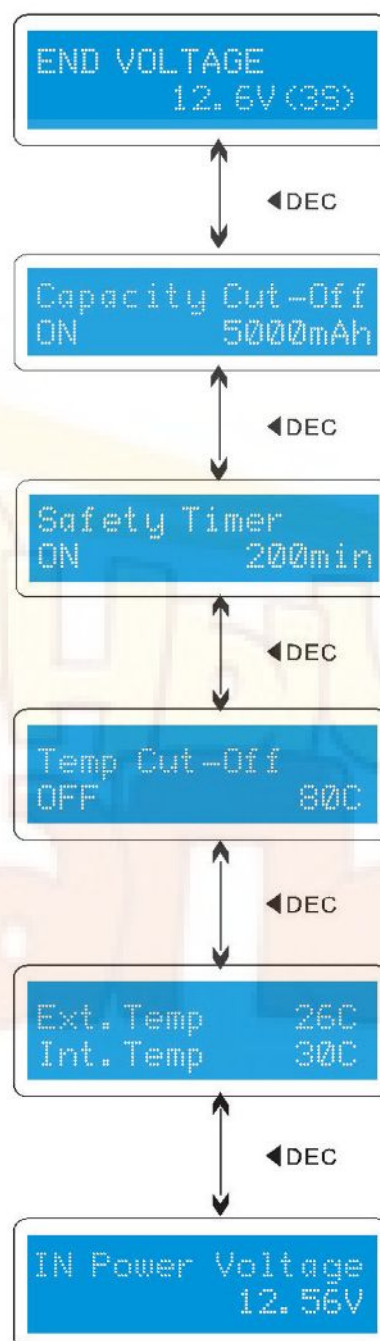 END VOLTAGE
12.6V(3S)
◀DEC
Capacity Cut-Off
ON 5000mAh
◀DEC
Safety Timer
ON 200min
◀DEC
Temp Cut-Off
OFF 80C
◀DEC
Ext.Temp 26C
Int.Temp 30C
◀DEC
IN Power Voltage
12.56V